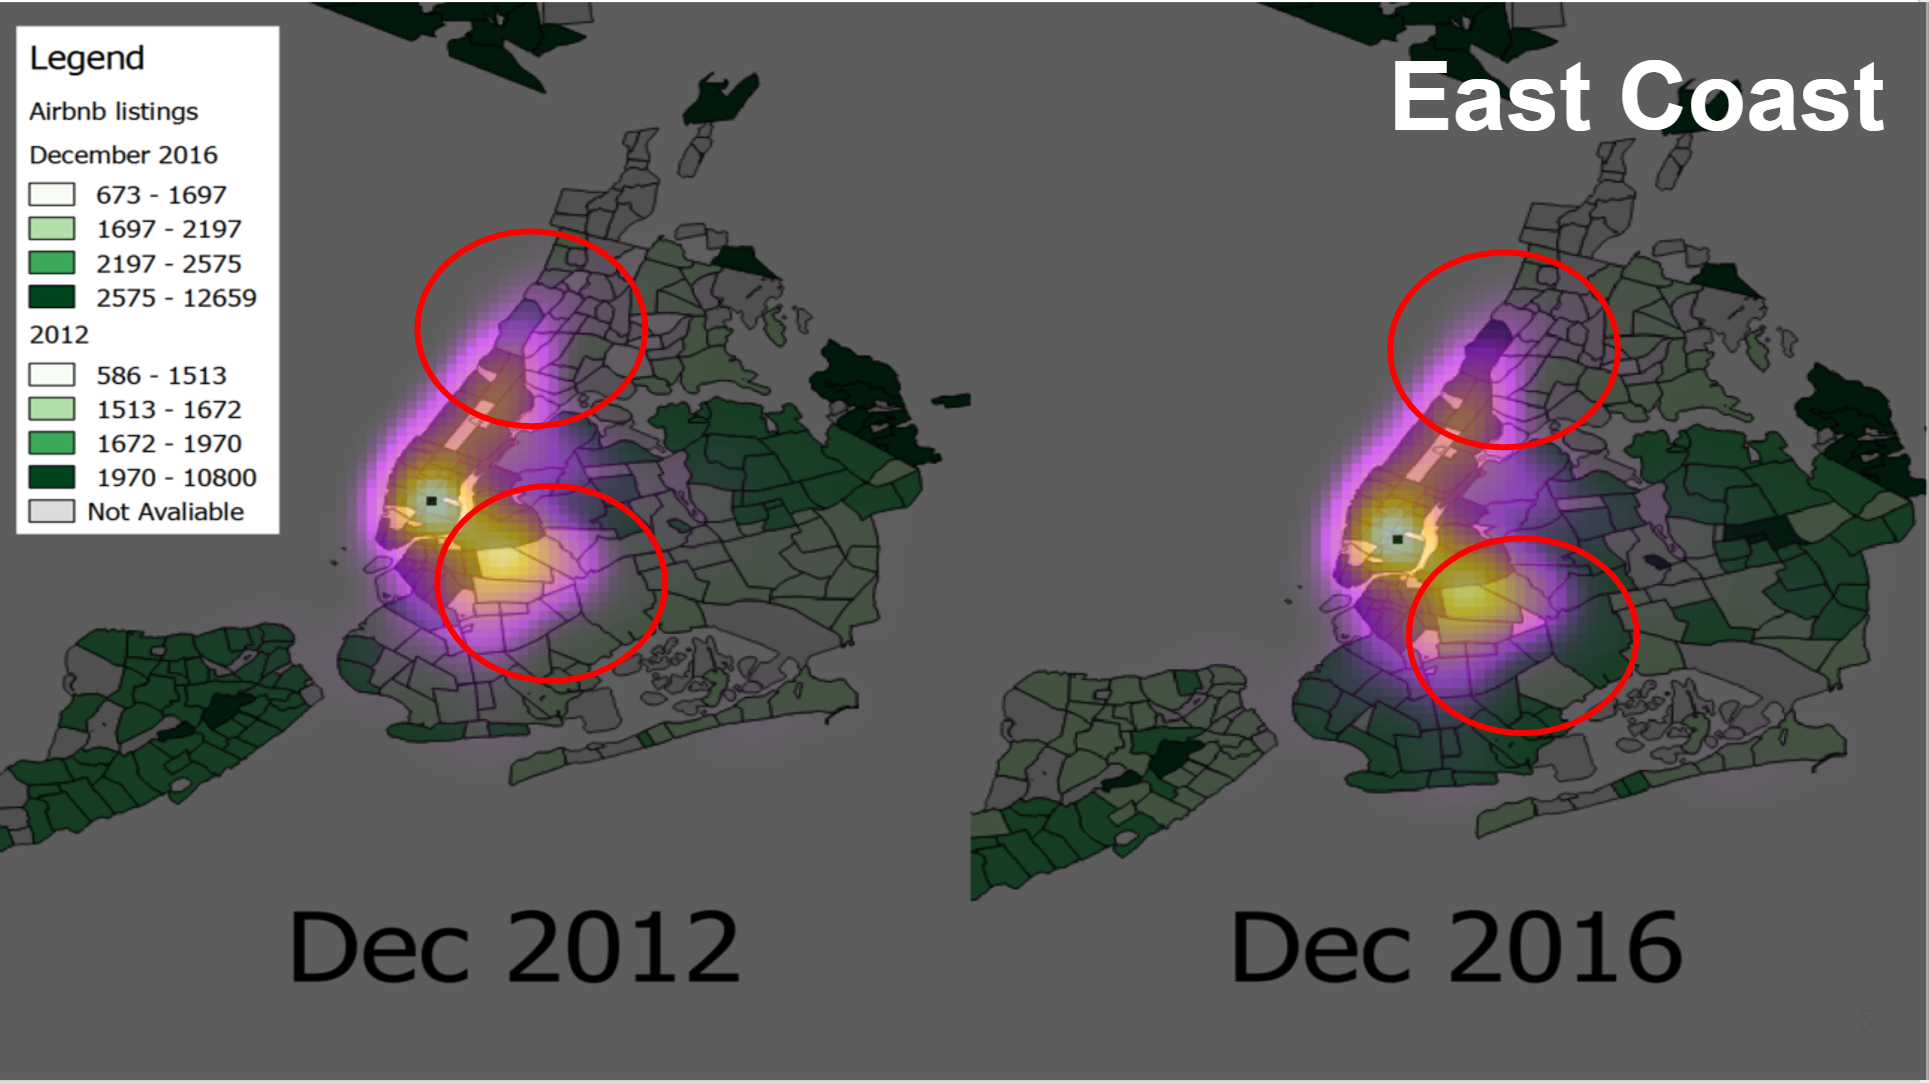 Legend
Airbnb listings
December 2016
673 - 1697
1697 - 2197
2197 - 2575
2575 - 12659
2012
586 - 1513
1513 - 1672
1672 - 1970
1970 - 10800
Not Avaliable
East Coast
Dec 2012
Dec 2016
5